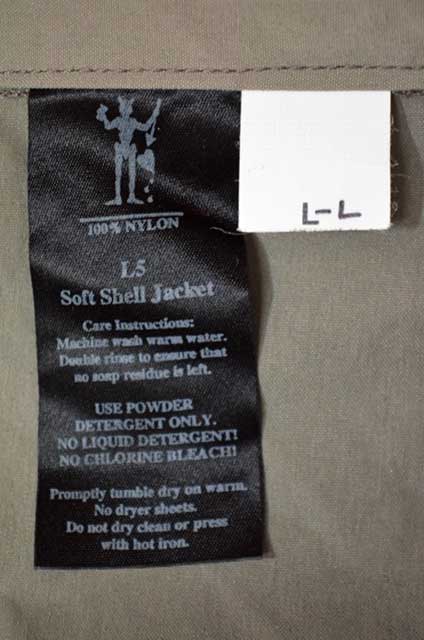 100% NYLON
L-L
L5
Soft Shell Jacket
Care Instructions:
Machine wash warm water.
Double rinse to ensure that
no soap residue is left.
USE POWDER
DETERGENT ONLY.
NO LIQUID DETERGENT!
NO CHLORINE BLEACH!
Promptly tumble dry on warm.
No dryer sheets.
Do not dry clean or press
with hot iron.